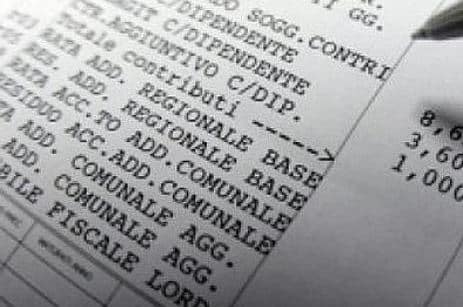 GG.
SOGG.CONTRI
C/DIPENDENTE
C/DIPENDENTE
CTR.AGGIUNTIVO C/DIP.
Totale contributi ----->
RATA ADD. REGIONALE BASE 8,6
RES. ADD. REGIONALE BASE 3,60
RATA ACC.TO ADD.COMUNALE 1,000
RESIDUO ACC.ADD.COMUNALE
TA ADD. COMUNALE AGG.
ADD. COMUNALE AGG.
BILE FISCALE LORD